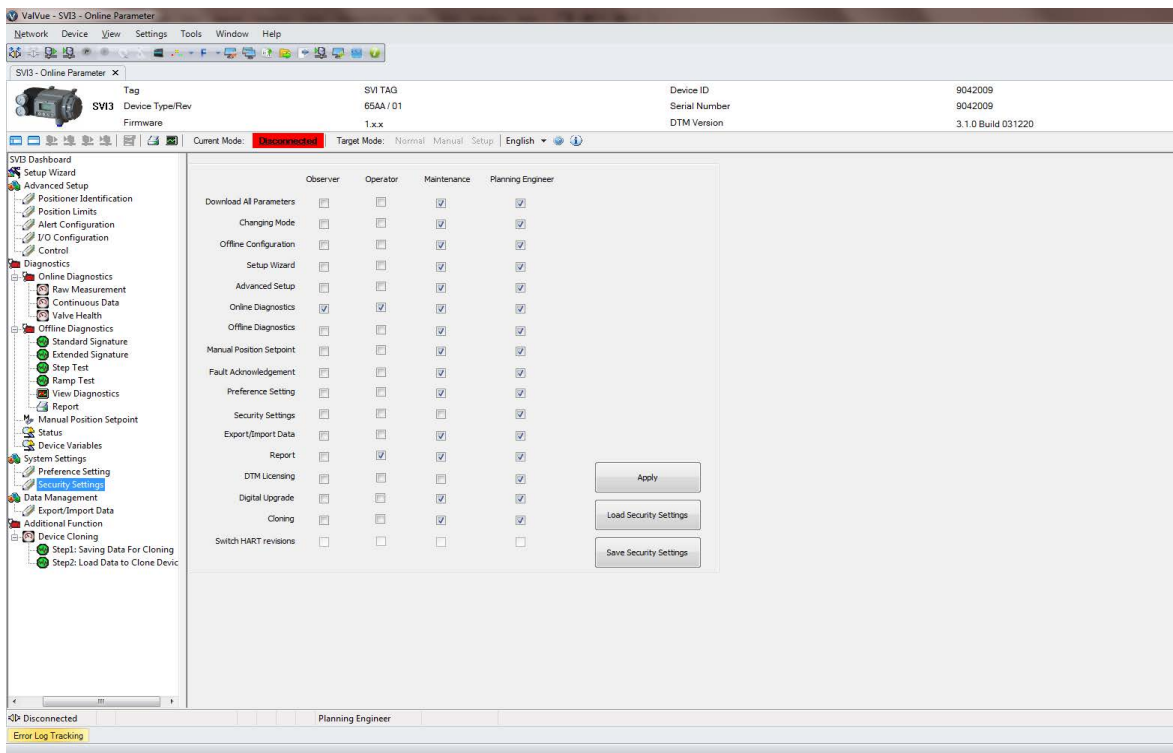 ValVue - SVI3 - Online Parameter
Network Device View Settings Tools Window Help
SVI3 - Online Parameter X
Tag SVI TAG Device ID 9042009
SVI3 Device Type/Rev 65AA / 01 Serial Number 9042009
Firmware 1.x.x DTM Version 3.1.0 Build 031220
Current Mode: Disconnected Target Mode: Normal Manual Setup English
SVI3 Dashboard
Setup Wizard
Advanced Setup
Positioner Identification
Position Limits
Alert Configuration
I/O Configuration
Control
Diagnostics
Online Diagnostics
Raw Measurement
Continuous Data
Valve Health
Offline Diagnostics
Standard Signature
Extended Signature
Step Test
Ramp Test
View Diagnostics
Report
Manual Position Setpoint
Status
Device Variables
System Settings
Preference Setting
Security Settings
Data Management
Export/Import Data
Additional Function
Device Cloning
Step1: Saving Data For Cloning
Step2: Load Data to Clone Devic
Observer Operator Maintenance Planning Engineer
Download All Parameters
Changing Mode
Offline Configuration
Setup Wizard
Advanced Setup
Online Diagnostics
Offline Diagnostics
Manual Position Setpoint
Fault Acknowledgement
Preference Setting
Security Settings
Export/Import Data
Report
DTM Licensing
Digital Upgrade
Cloning
Switch HART revisions
Apply
Load Security Settings
Save Security Settings
Disconnected Planning Engineer
Error Log Tracking